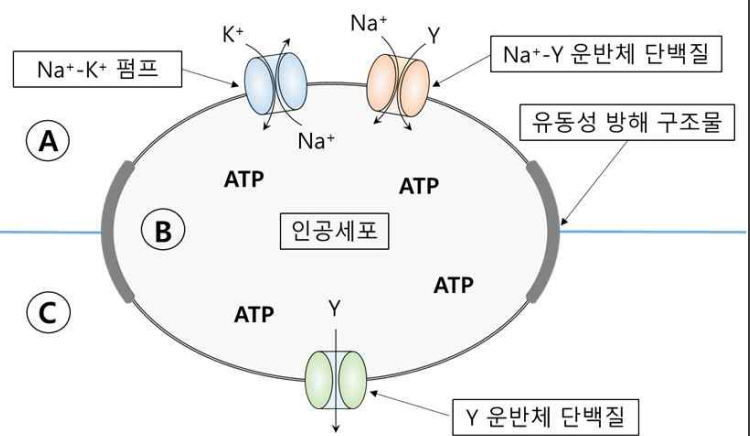 K⁺
Na⁺
Y
Na⁺-K⁺ 펌프
Na⁺-Y 운반체 단백질
유동성 방해 구조물
A
Na⁺
ATP
ATP
B
인공세포
C
ATP
ATP
Y
Y 운반체 단백질